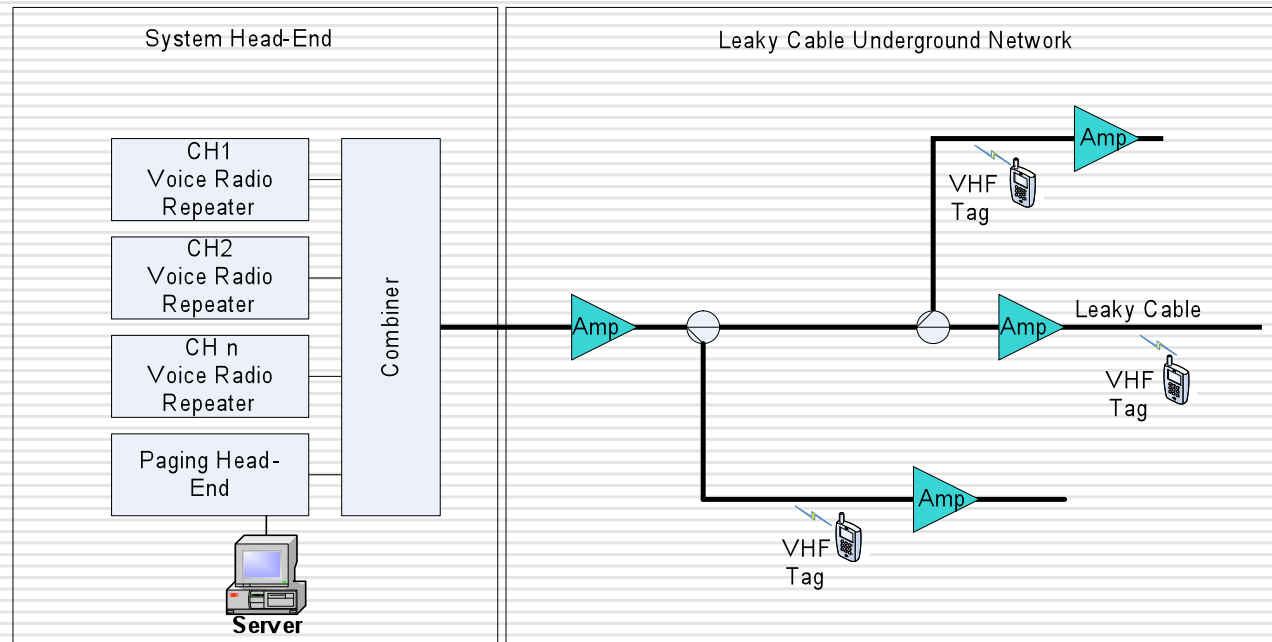 System Head-End
CH1
Voice Radio
Repeater
CH2
Voice Radio
Repeater
CH n
Voice Radio
Repeater
Paging Head-
End
Combiner
Server
Leaky Cable Underground Network
Amp
Amp
VHF
Tag
Amp
Leaky Cable
VHF
Tag
Amp
VHF
Tag